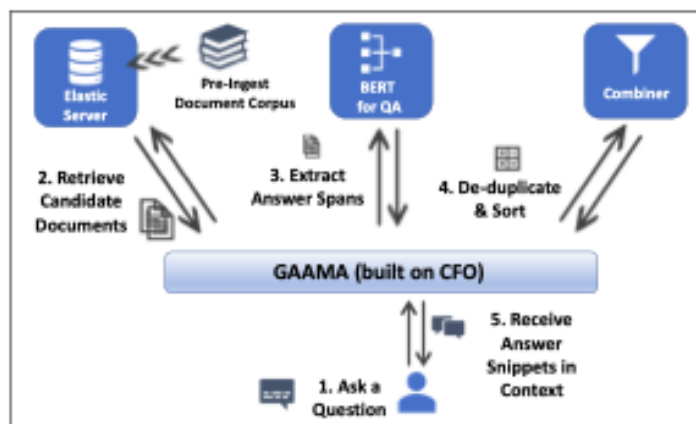 Elastic
Server
Pre-Ingest
Document Corpus
BERT
for QA
Combiner
2. Retrieve
Candidate
Documents
3. Extract
Answer Spans
4. De-duplicate
& Sort
GAAMA (built on CFO)
1. Ask a
Question
5. Receive
Answer
Snippets in
Context